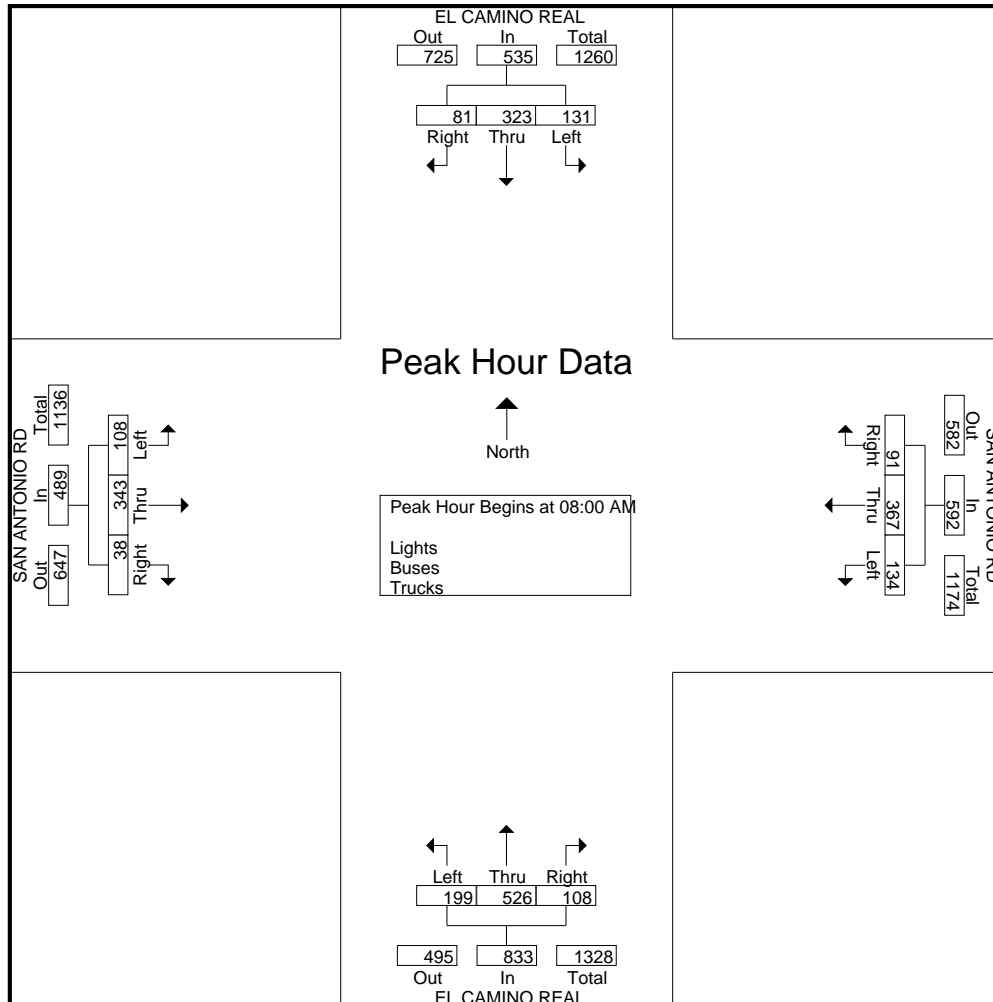 EL CAMINO REAL
Out In Total
725 535 1260
81 323 131
Right Thru Left
Peak Hour Data
North
Peak Hour Begins at 08:00 AM
Lights
Buses
Trucks
SAN ANTONIO RD
Out In Total
647 489 1136
Right Thru Left
38 343 108
SAN ANTONIO RD
Out In Total
582 592 1174
Right Thru Left
91 367 134
Left Thru Right
199 526 108
495 833 1328
Out In Total
EL CAMINO REAL